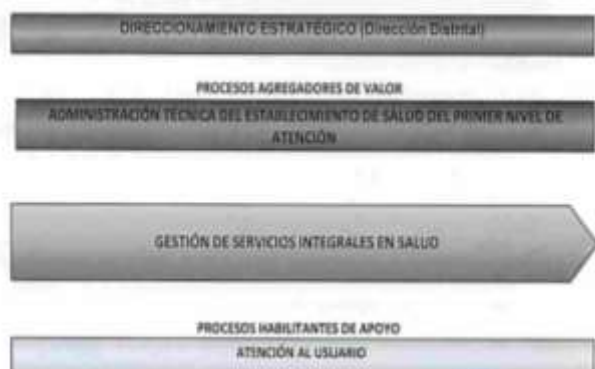 DIRECCIONAMIENTO ESTRATÉGICO (Dirección Distrital)
PROCESOS AGREGADORES DE VALOR
ADMINISTRACIÓN TÉCNICA DEL ESTABLECIMIENTO DE SALUD DEL PRIMER NIVEL DE
ATENCIÓN
GESTIÓN DE SERVICIOS INTEGRALES EN SALUD
PROCESOS HABILITANTES DE APOYO
ATENCIÓN AL USUARIO